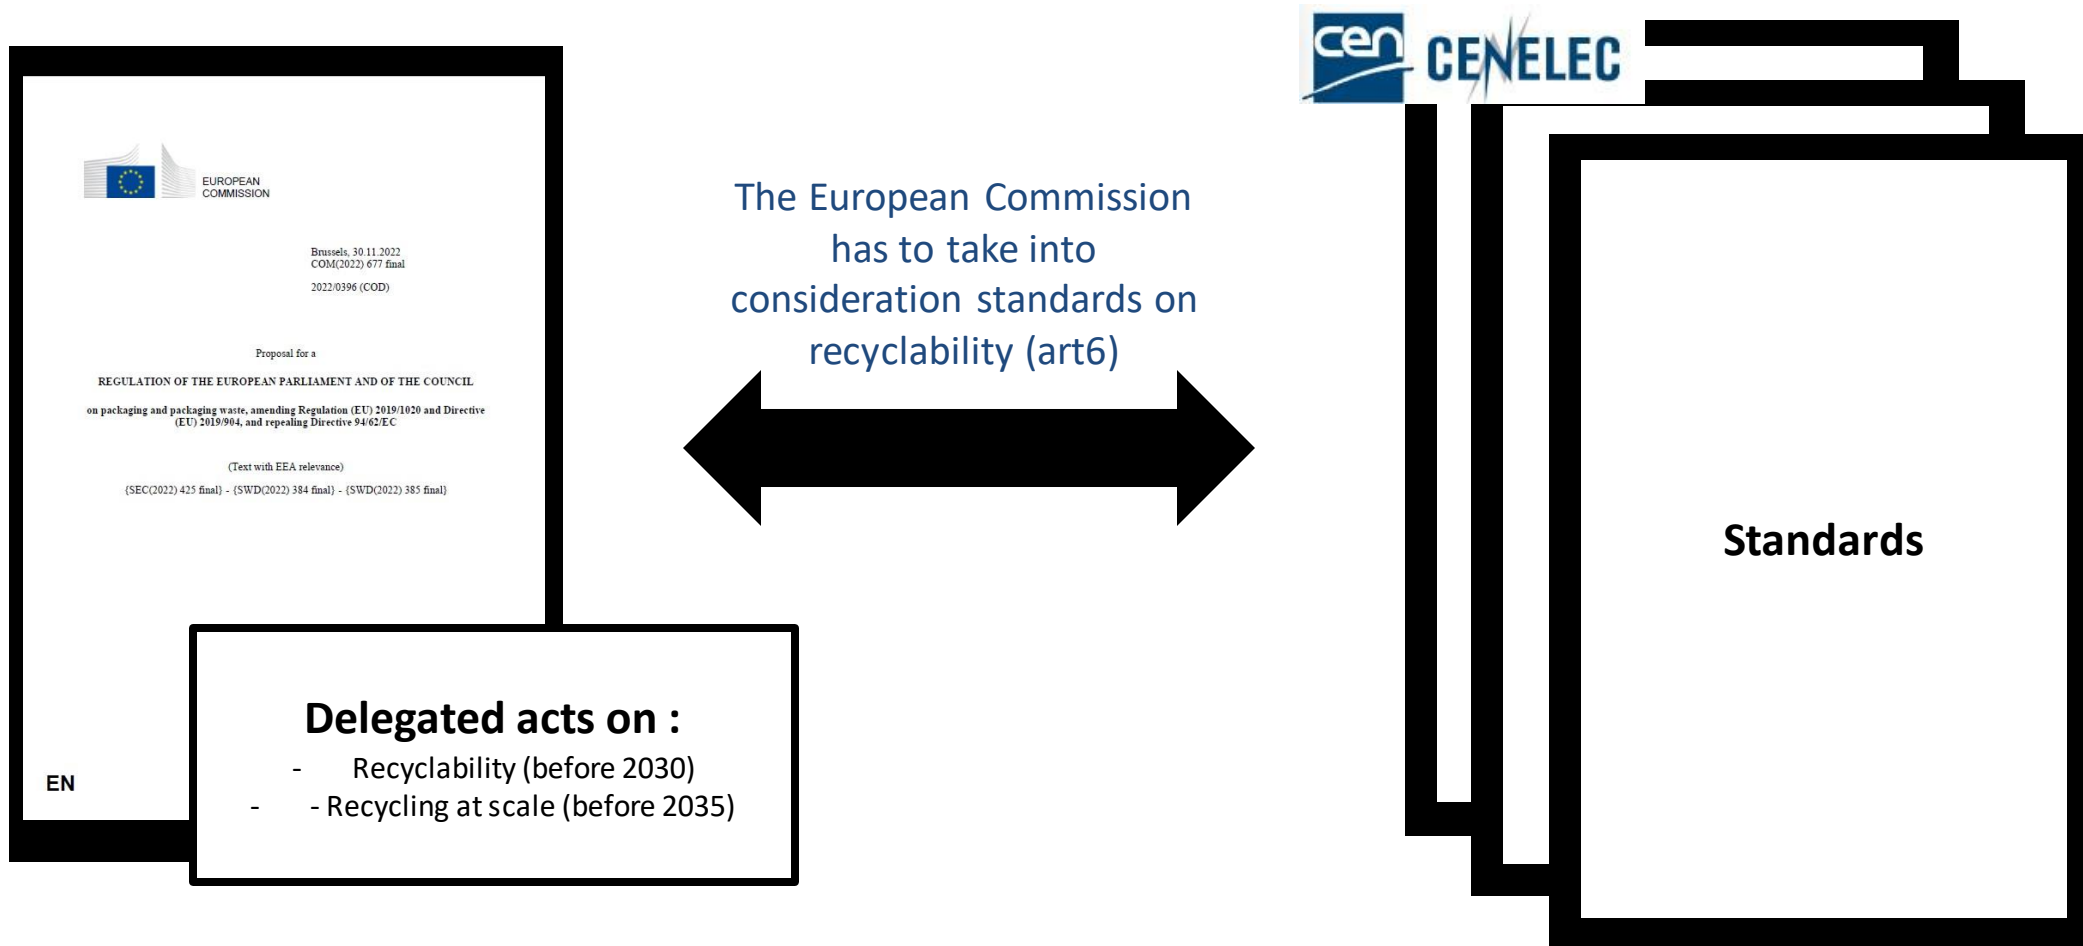 EUROPEAN
COMMISSION
Brussels, 30.11.2022
COM(2022) 677 final
2022/0396 (COD)
Proposal for a
REGULATION OF THE EUROPEAN PARLIAMENT AND OF THE COUNCIL
on packaging and packaging waste, amending Regulation (EU) 2019/1020 and Directive
(EU) 2019/904, and repealing Directive 94/62/EC
(Text with EEA relevance)
{SEC(2022) 425 final} - {SWD(2022) 384 final} - {SWD(2022) 385 final}
EN
Delegated acts on :
- Recyclability (before 2030)
- - Recycling at scale (before 2035)
The European Commission
has to take into
consideration standards on
recyclability (art6)
cen CENELEC
Standards